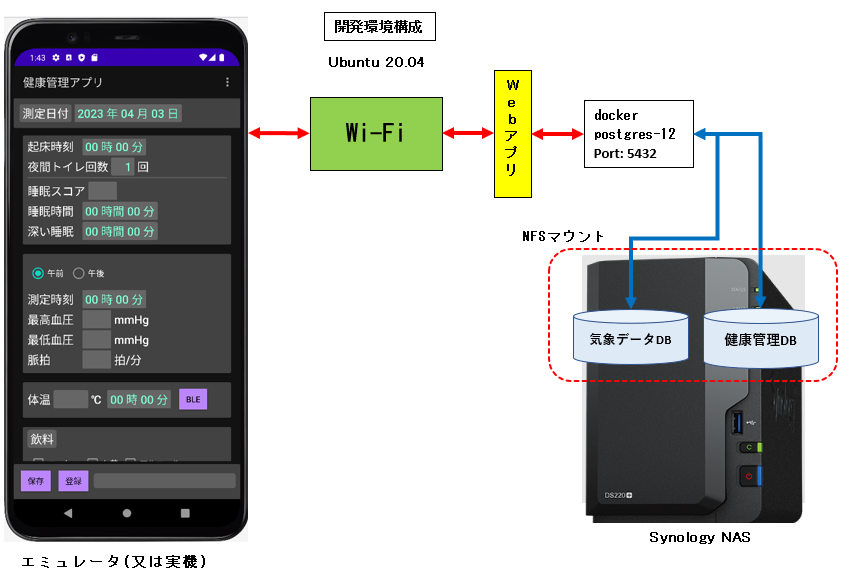 開発環境構成
Ubuntu 20.04
1:43
健康管理アプリ
測定日付 2023 年 04 月 03 日
起床時刻 00 時 00 分
夜間トイレ回数 1 回
睡眠スコア
睡眠時間 00 時間 00 分
深い睡眠 00 時間 00 分
午前 午後
測定時刻 00 時 00 分
最高血圧 mmHg
最低血圧 mmHg
脈拍 拍/分
体温 ℃ 00 時 00 分 BLE
飲料
保存 登録
エミュレータ(又は実機)
Wi-Fi
Webアプリ
docker
postgres-12
Port: 5432
NFSマウント
気象データDB
健康管理DB
C
DS220+
Synology NAS